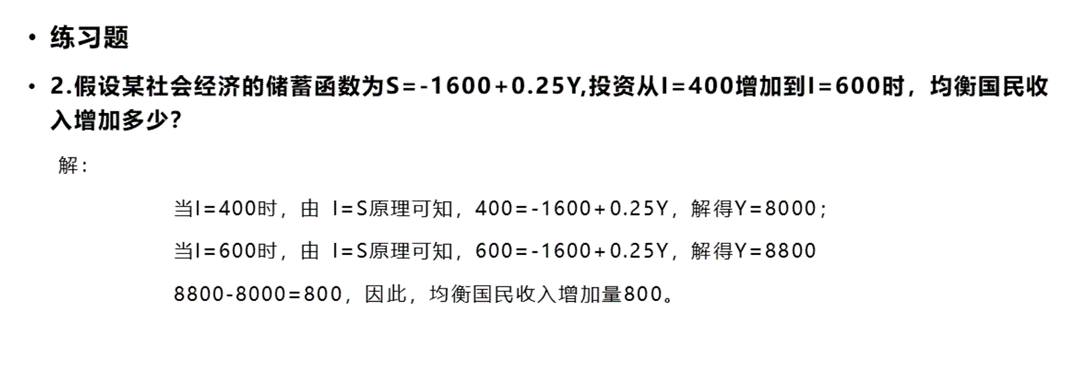 • 练习题
• 2.假设某社会经济的储蓄函数为S=-1600+0.25Y,投资从I=400增加到I=600时，均衡国民收
入增加多少？
解：
当I=400时，由 I=S原理可知，400=-1600+0.25Y，解得Y=8000；
当I=600时，由 I=S原理可知，600=-1600+0.25Y，解得Y=8800
8800-8000=800，因此，均衡国民收入增加量800。